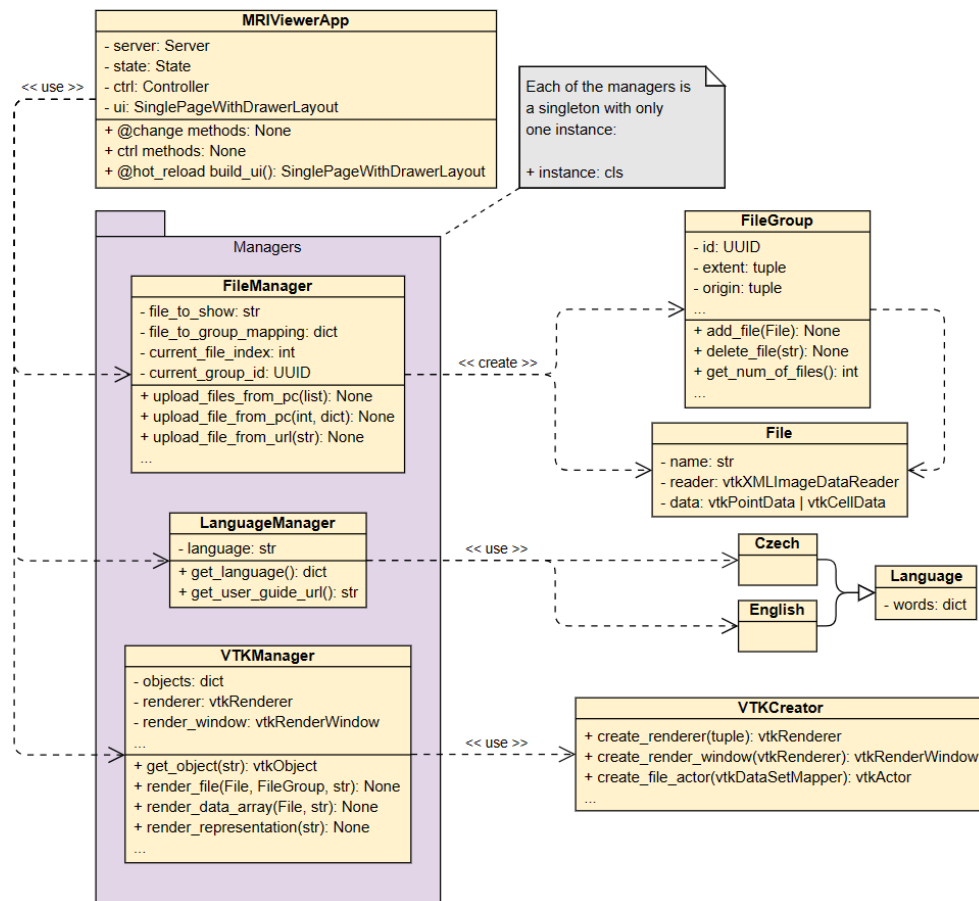 MRIViewerApp
- server: Server
- state: State
- ctrl: Controller
- ui: SinglePageWithDrawerLayout
+ @change methods: None
+ ctrl methods: None
+ @hot_reload build_ui(): SinglePageWithDrawerLayout
<< use >>
Each of the managers is
a singleton with only
one instance:
+ instance: cls
Managers
FileManager
- file_to_show: str
- file_to_group_mapping: dict
- current_file_index: int
- current_group_id: UUID
+ upload_files_from_pc(list): None
+ upload_file_from_pc(int, dict): None
+ upload_file_from_url(str): None
...
<< create >>
FileGroup
- id: UUID
- extent: tuple
- origin: tuple
...
+ add_file(File): None
+ delete_file(str): None
+ get_num_of_files(): int
...
File
- name: str
- reader: vtkXMLImageDataReader
- data: vtkPointData | vtkCellData
LanguageManager
- language: str
+ get_language(): dict
+ get_user_guide_url(): str
<< use >>
Czech
English
Language
- words: dict
VTKManager
- objects: dict
- renderer: vtkRenderer
- render_window: vtkRenderWindow
...
+ get_object(str): vtkObject
+ render_file(File, FileGroup, str): None
+ render_data_array(File, str): None
+ render_representation(str): None
...
<< use >>
VTKCreator
+ create_renderer(tuple): vtkRenderer
+ create_render_window(vtkRenderer): vtkRenderWindow
+ create_file_actor(vtkDataSetMapper): vtkActor
...